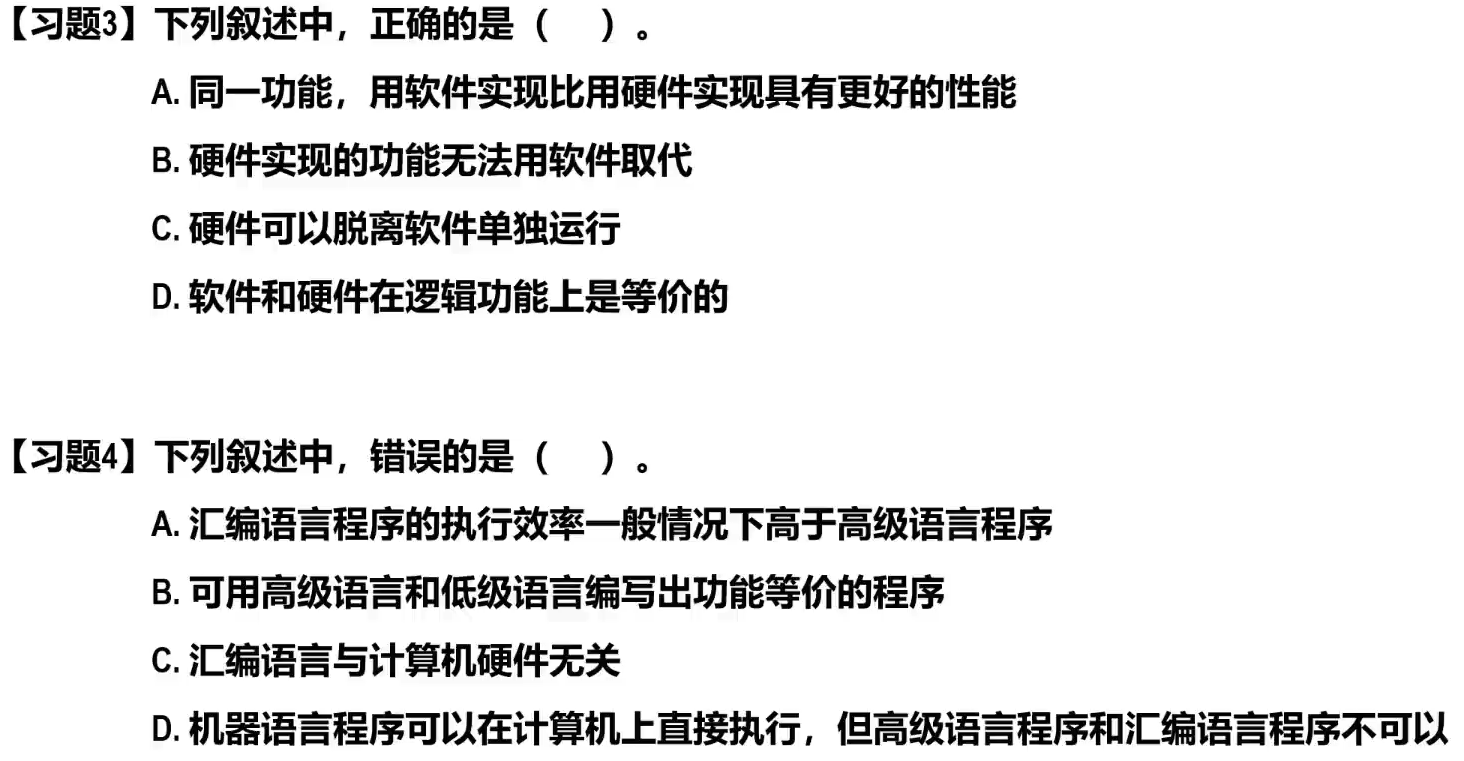 【习题3】下列叙述中，正确的是（ ）。
A. 同一功能，用软件实现比用硬件实现具有更好的性能
B. 硬件实现的功能无法用软件取代
C. 硬件可以脱离软件单独运行
D. 软件和硬件在逻辑功能上是等价的
【习题4】下列叙述中，错误的是（ ）。
A. 汇编语言程序的执行效率一般情况下高于高级语言程序
B. 可用高级语言和低级语言编写出功能等价的程序
C. 汇编语言与计算机硬件无关
D. 机器语言程序可以在计算机上直接执行，但高级语言程序和汇编语言程序不可以